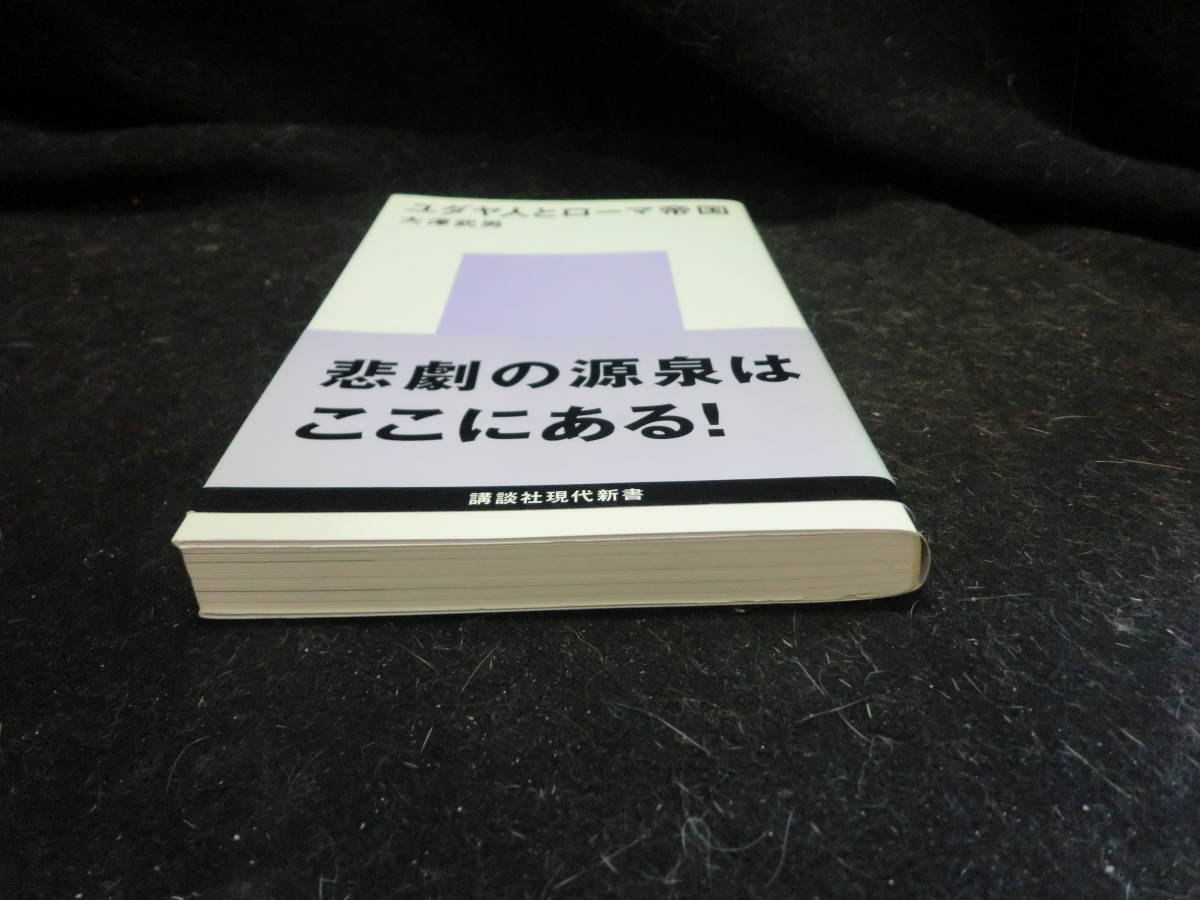 ユダヤ人とローマ帝国
大澤武男
悲劇の源泉は
ここにある!
講談社現代新書